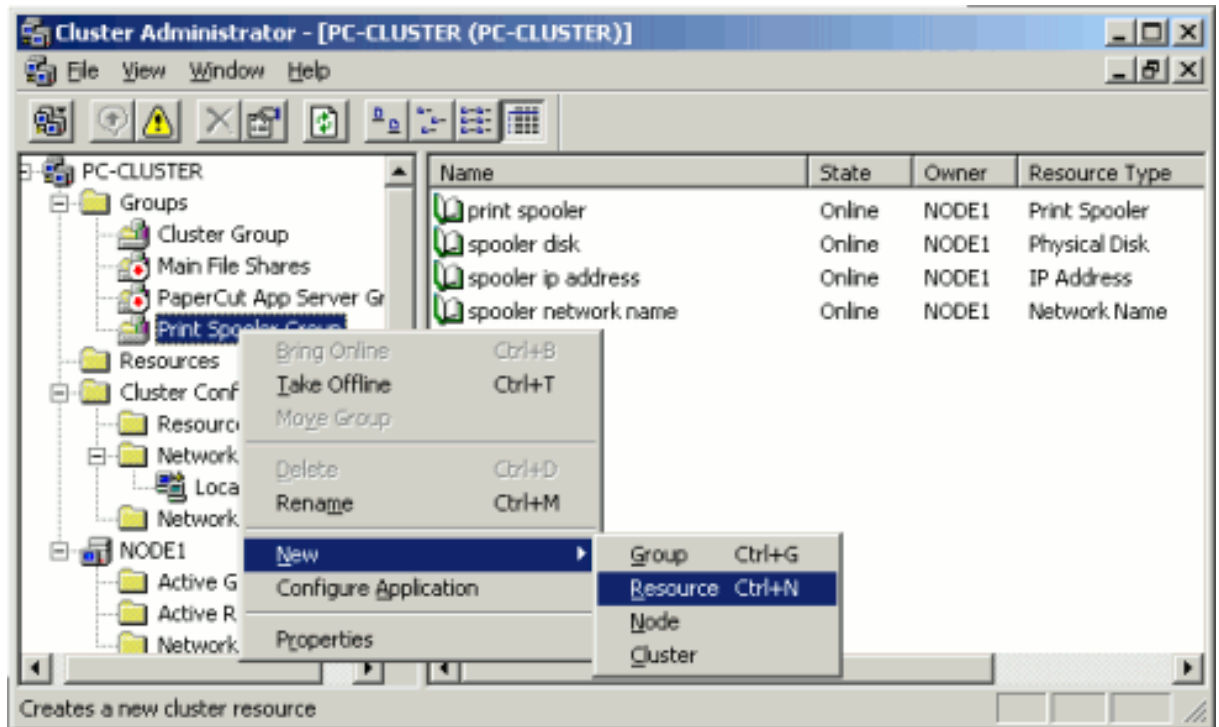 Cluster Administrator - [PC-CLUSTER (PC-CLUSTER)]
File View Window Help
PC-CLUSTER
Groups
Cluster Group
Main File Shares
PaperCut App Server Gr
Print Spooler Group
Resources
Cluster Conf
Resourc
Network
Loca
Network
NODE1
Active G
Active R
Network
Name State Owner Resource Type
print spooler Online NODE1 Print Spooler
spooler disk Online NODE1 Physical Disk
spooler ip address Online NODE1 IP Address
spooler network name Online NODE1 Network Name
Bring Online Ctrl+B
Take Offline Ctrl+T
Move Group
Delete Ctrl+D
Rename Ctrl+M
New
Configure Application
Properties
Group Ctrl+G
Resource Ctrl+N
Node
Cluster
Creates a new cluster resource